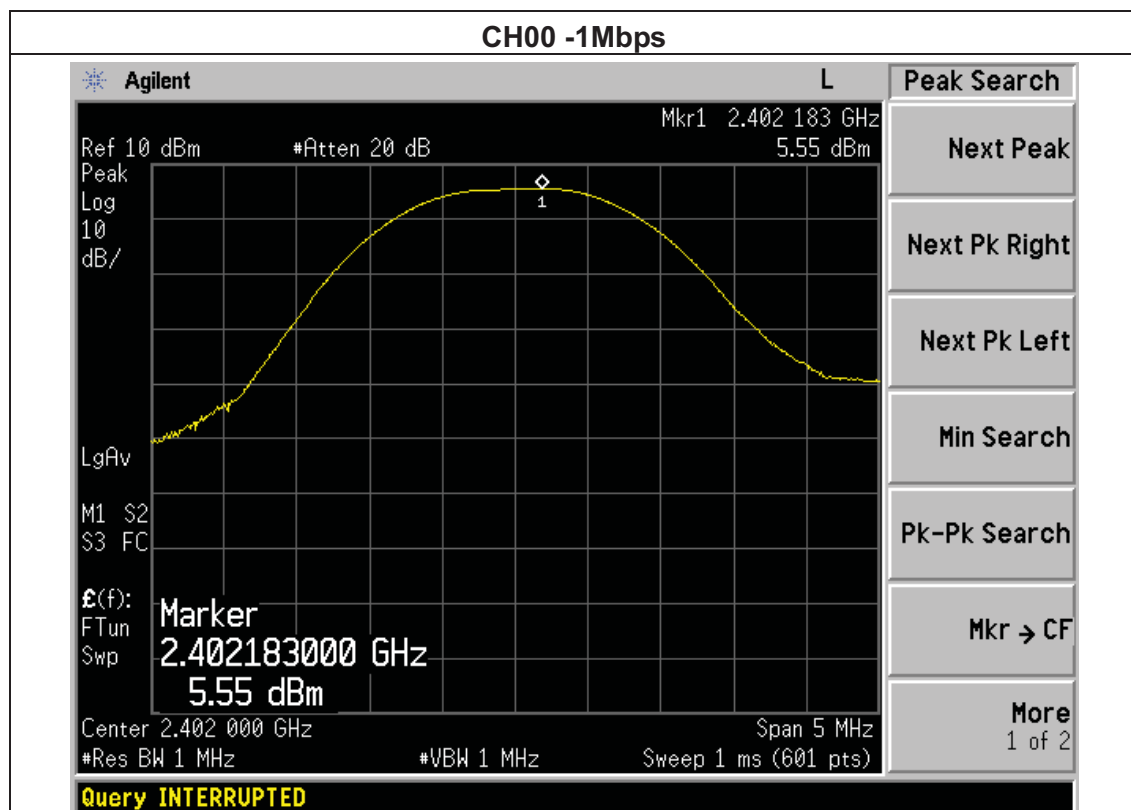 CH00 -1Mbps
Agilent L Peak Search
Mkr1 2.402 183 GHz
Ref 10 dBm #Atten 20 dB 5.55 dBm
Peak
Log
10
dB/
1
LgAv
M1 S2
S3 FC
£(f):
FTun
Swp
Marker
2.402183000 GHz
5.55 dBm
Center 2.402 000 GHz Span 5 MHz
#Res BW 1 MHz #VBW 1 MHz Sweep 1 ms (601 pts)
Next Peak
Next Pk Right
Next Pk Left
Min Search
Pk-Pk Search
Mkr → CF
More
1 of 2
Query INTERRUPTED